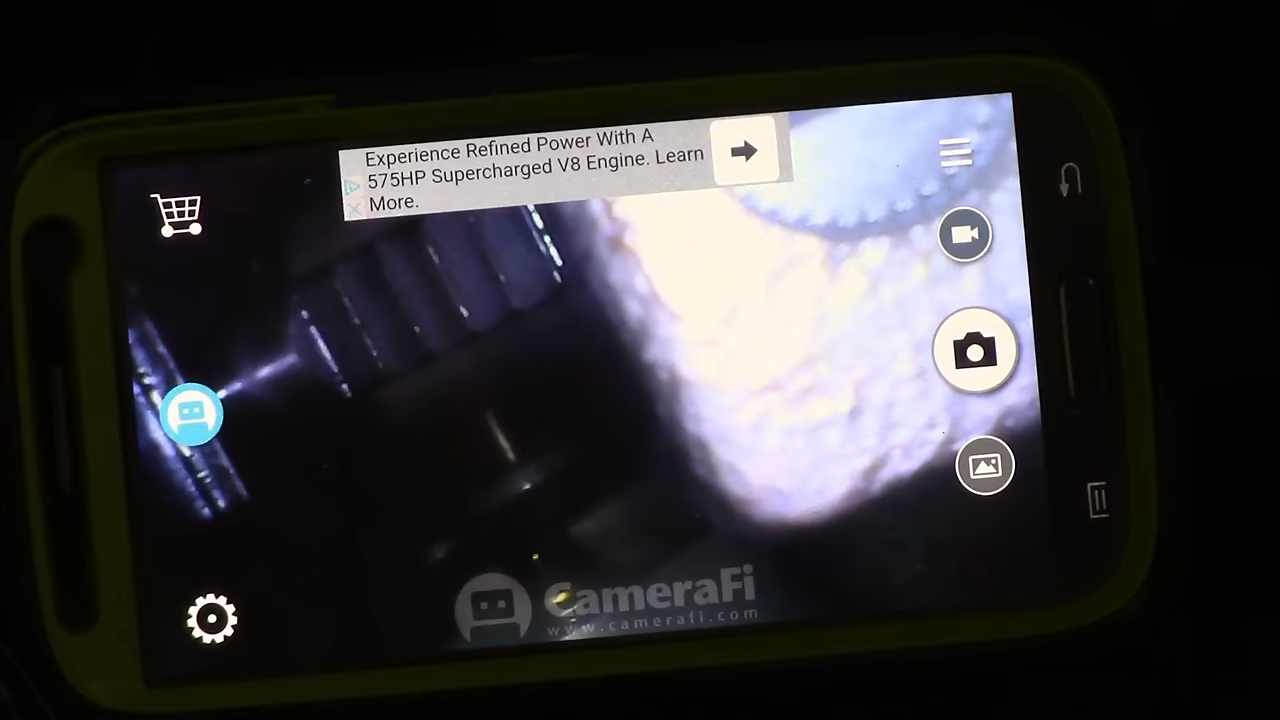 Experience Refined Power With A
575HP Supercharged V8 Engine. Learn
More.
CameraFi
www.camerafi.com